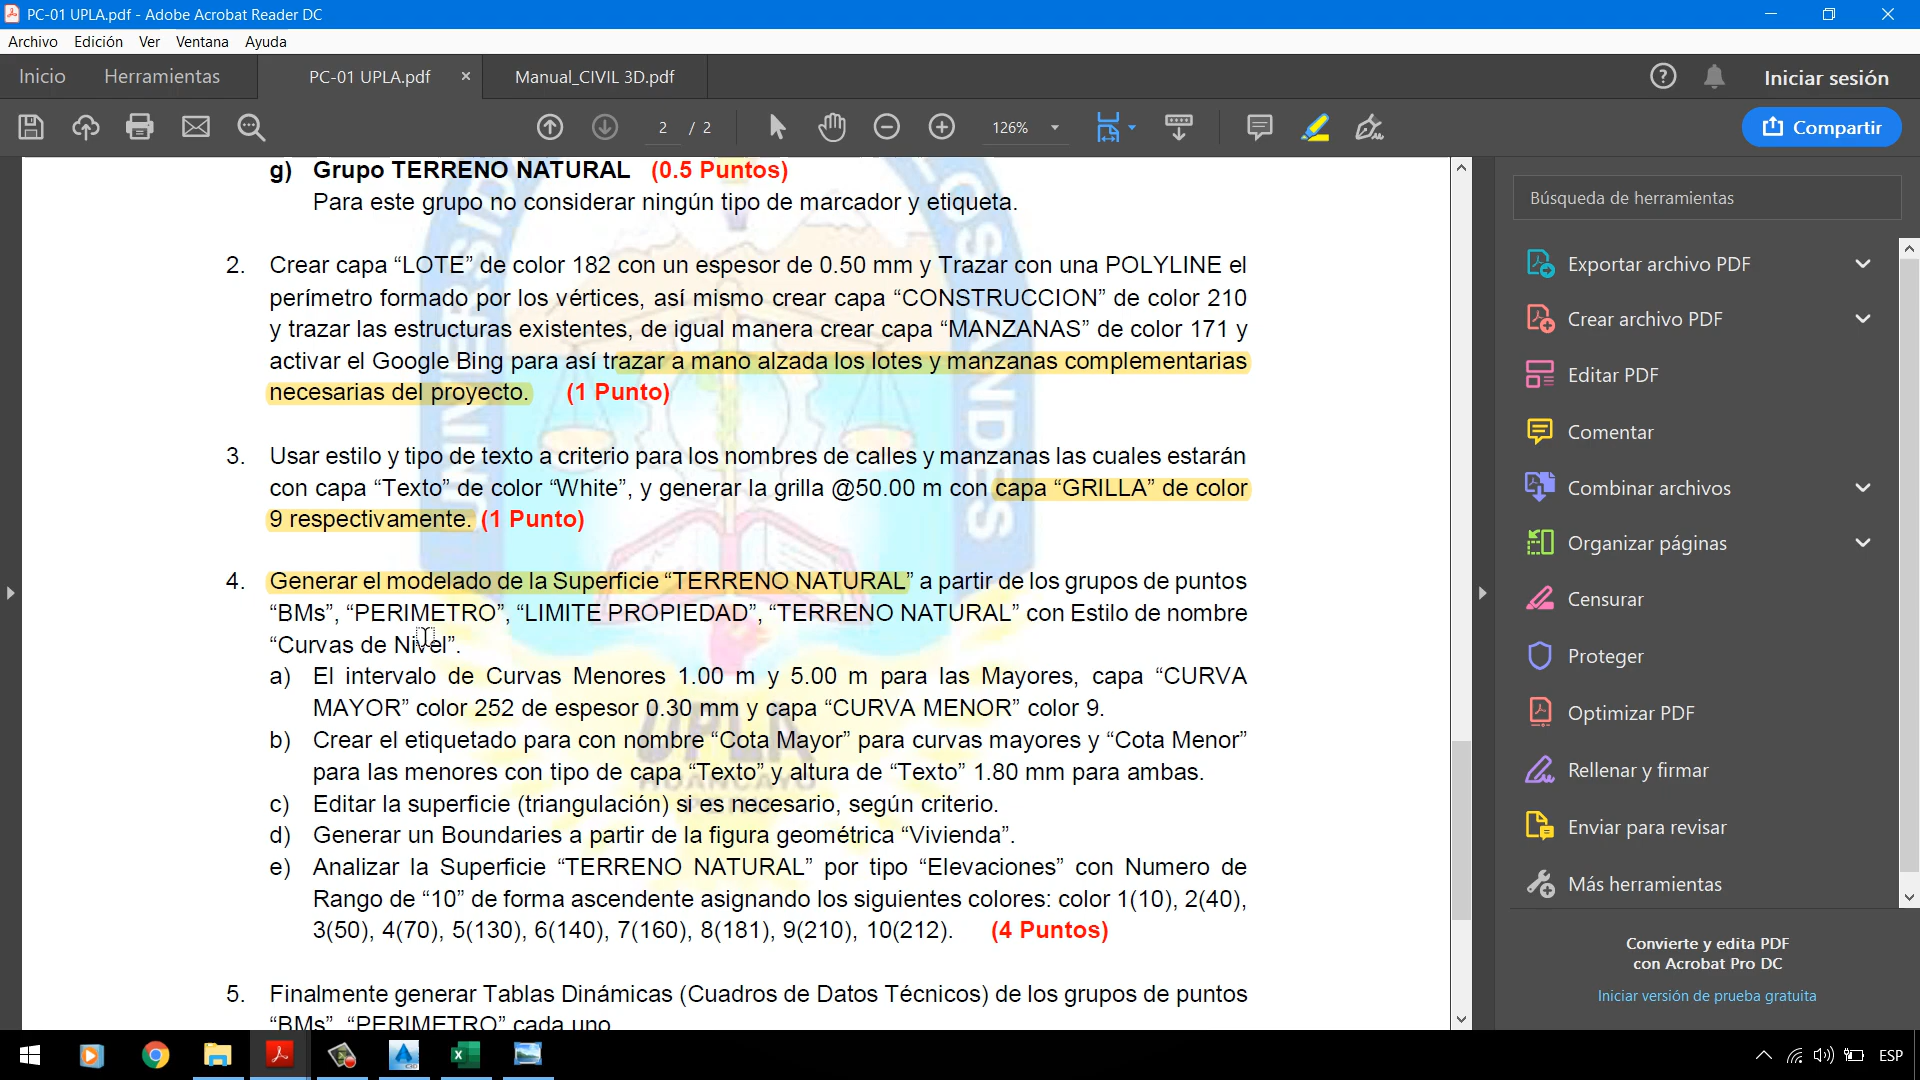 PC-01 UPLA.pdf - Adobe Acrobat Reader DC
Archivo Edición Ver Ventana Ayuda
Inicio Herramientas PC-01 UPLA.pdf × Manual_CIVIL 3D.pdf Iniciar sesión
2 / 2 126% Compartir
g) Grupo TERRENO NATURAL (0.5 Puntos)
Para este grupo no considerar ningún tipo de marcador y etiqueta.
2. Crear capa “LOTE” de color 182 con un espesor de 0.50 mm y Trazar con una POLYLINE el
perímetro formado por los vértices, así mismo crear capa “CONSTRUCCION” de color 210
y trazar las estructuras existentes, de igual manera crear capa “MANZANAS” de color 171 y
activar el Google Bing para así trazar a mano alzada los lotes y manzanas complementarias
necesarias del proyecto. (1 Punto)
3. Usar estilo y tipo de texto a criterio para los nombres de calles y manzanas las cuales estarán
con capa “Texto” de color “White”, y generar la grilla @50.00 m con capa “GRILLA” de color
9 respectivamente. (1 Punto)
4. Generar el modelado de la Superficie “TERRENO NATURAL” a partir de los grupos de puntos
“BMs”, “PERIMETRO”, “LIMITE PROPIEDAD”, “TERRENO NATURAL” con Estilo de nombre
“Curvas de Nivel”.
a) El intervalo de Curvas Menores 1.00 m y 5.00 m para las Mayores, capa “CURVA
MAYOR” color 252 de espesor 0.30 mm y capa “CURVA MENOR” color 9.
b) Crear el etiquetado para con nombre “Cota Mayor” para curvas mayores y “Cota Menor”
para las menores con tipo de capa “Texto” y altura de “Texto” 1.80 mm para ambas.
c) Editar la superficie (triangulación) si es necesario, según criterio.
d) Generar un Boundaries a partir de la figura geométrica “Vivienda”.
e) Analizar la Superficie “TERRENO NATURAL” por tipo “Elevaciones” con Numero de
Rango de “10” de forma ascendente asignando los siguientes colores: color 1(10), 2(40),
3(50), 4(70), 5(130), 6(140), 7(160), 8(181), 9(210), 10(212). (4 Puntos)
5. Finalmente generar Tablas Dinámicas (Cuadros de Datos Técnicos) de los grupos de puntos
“BMs”, “PERIMETRO” cada uno
UPLA
HUANCAYO
Búsqueda de herramientas
Exportar archivo PDF
Crear archivo PDF
Editar PDF
Comentar
Combinar archivos
Organizar páginas
Censurar
Proteger
Optimizar PDF
Rellenar y firmar
Enviar para revisar
Más herramientas
Convierte y edita PDF
con Acrobat Pro DC
Iniciar versión de prueba gratuita
ESP